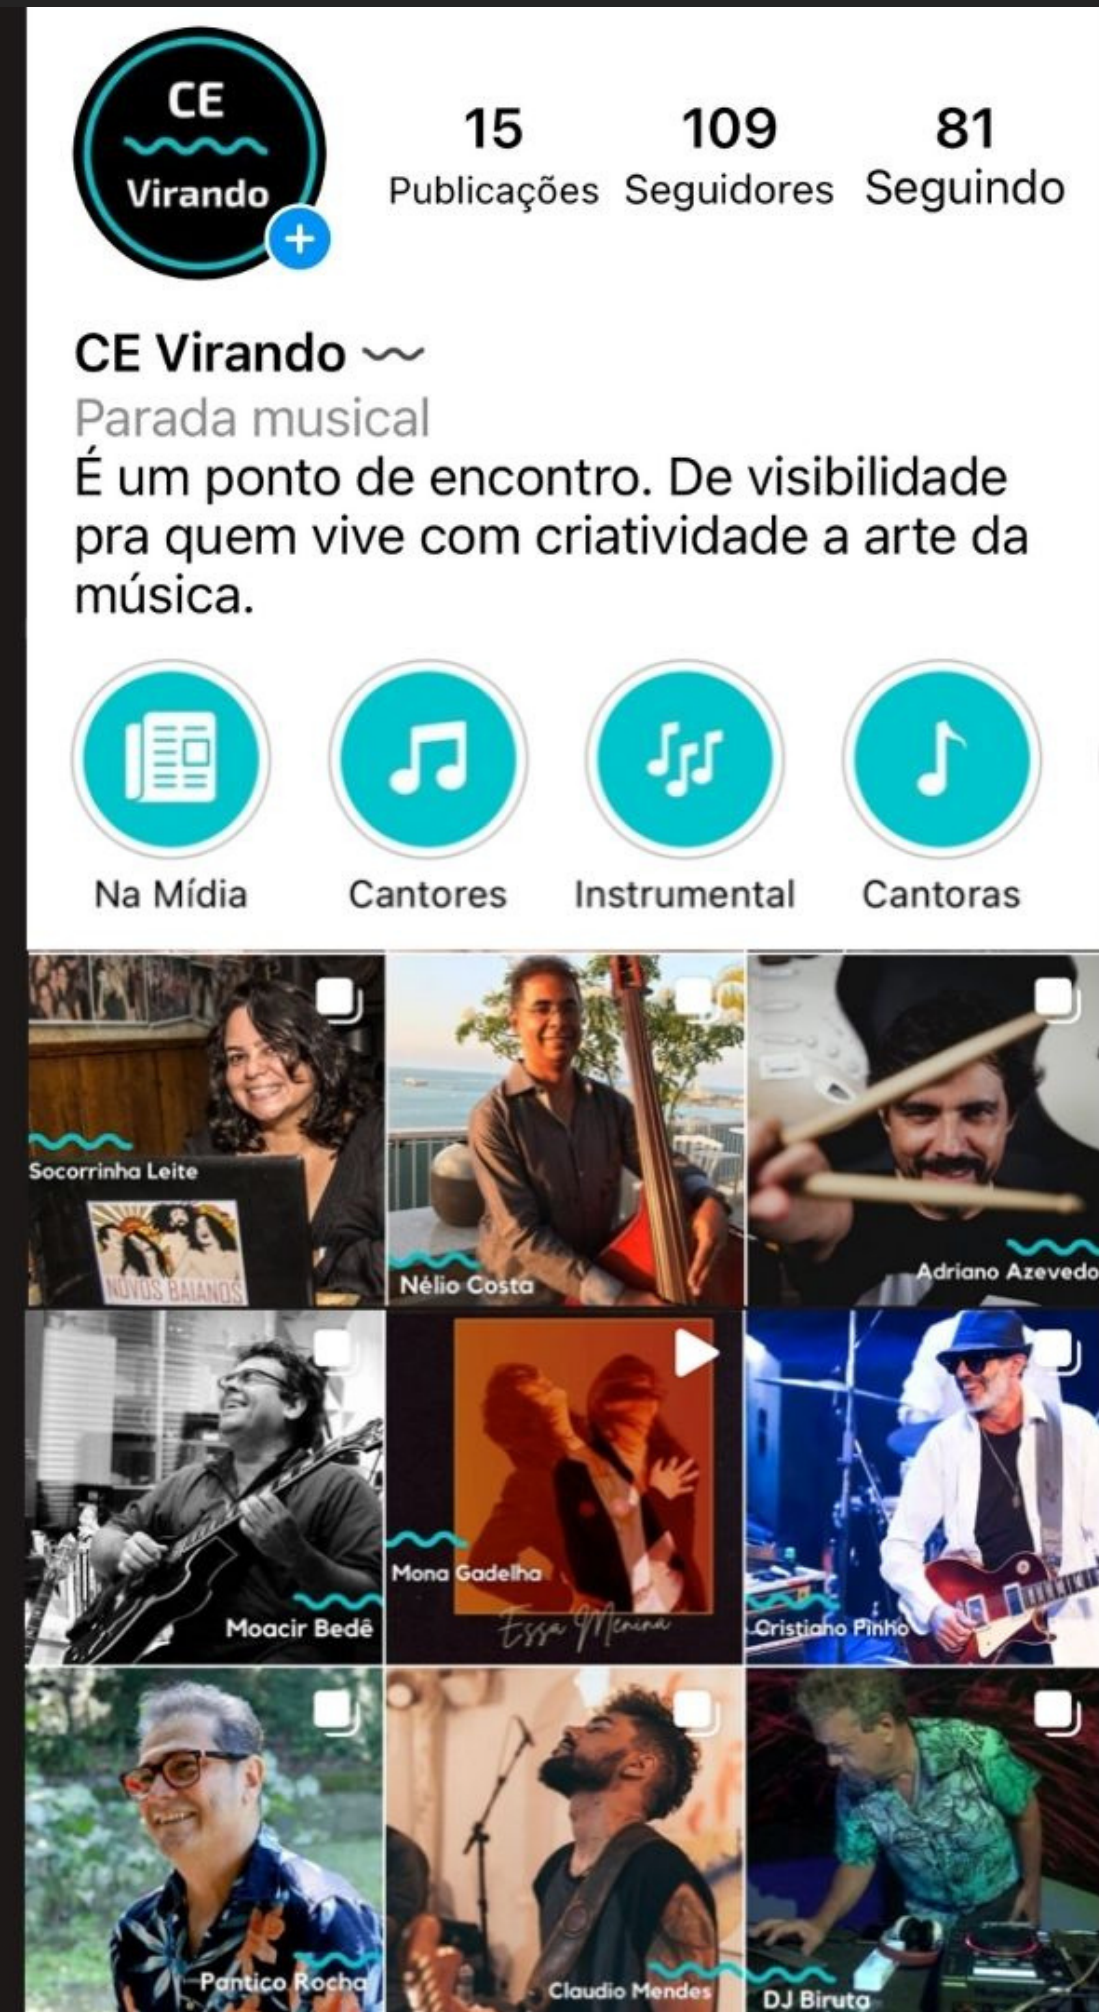 CE
Virando
15 109 81
Publicações Seguidores Seguindo
CE Virando
Parada musical
É um ponto de encontro. De visibilidade
pra quem vive com criatividade a arte da
música.
Na Mídia Cantores Instrumental Cantoras
Socorrinha Leite
NOVOS BAIANOS
Nélio Costa
Adriano Azevedo
Moacir Bedê
Mona Gadelha
Essa Menina
Cristiano Pinho
Pantico Rocha
Claudio Mendes
DJ Biruta